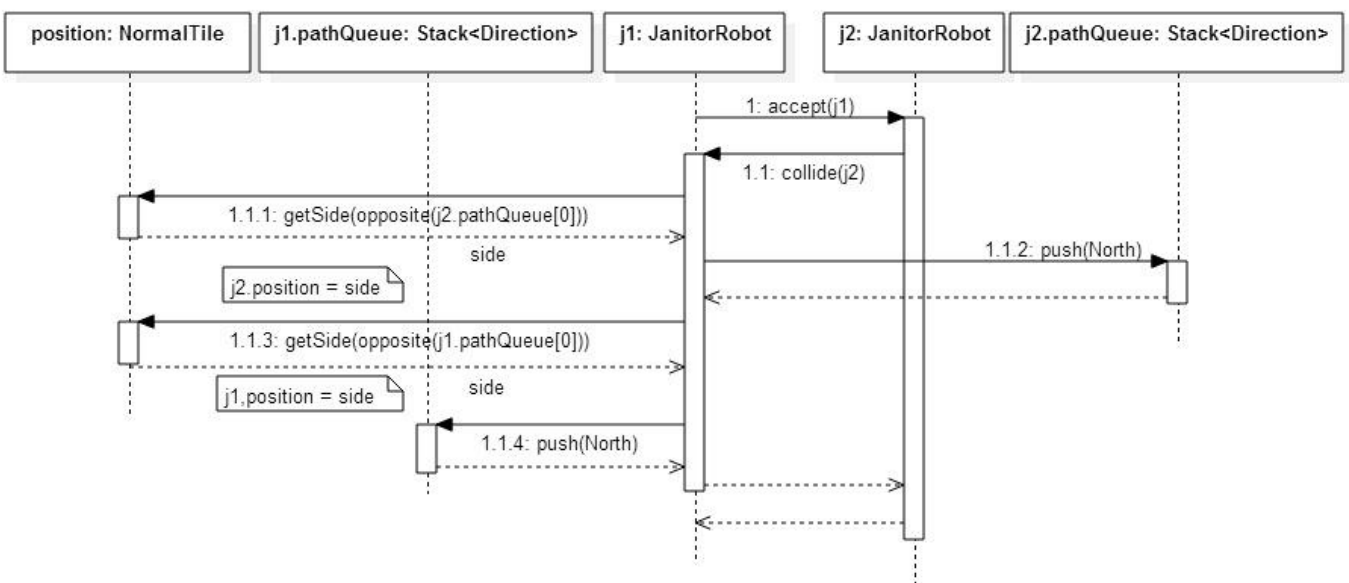 position: NormalTile
j1.pathQueue: Stack<Direction>
j1: JanitorRobot
j2: JanitorRobot
j2.pathQueue: Stack<Direction>
1: accept(j1)
1.1: collide(j2)
1.1.1: getSide(opposite(j2.pathQueue[0]))
side
1.1.2: push(North)
j2.position = side
1.1.3: getSide(opposite(j1.pathQueue[0]))
side
j1,position = side
1.1.4: push(North)